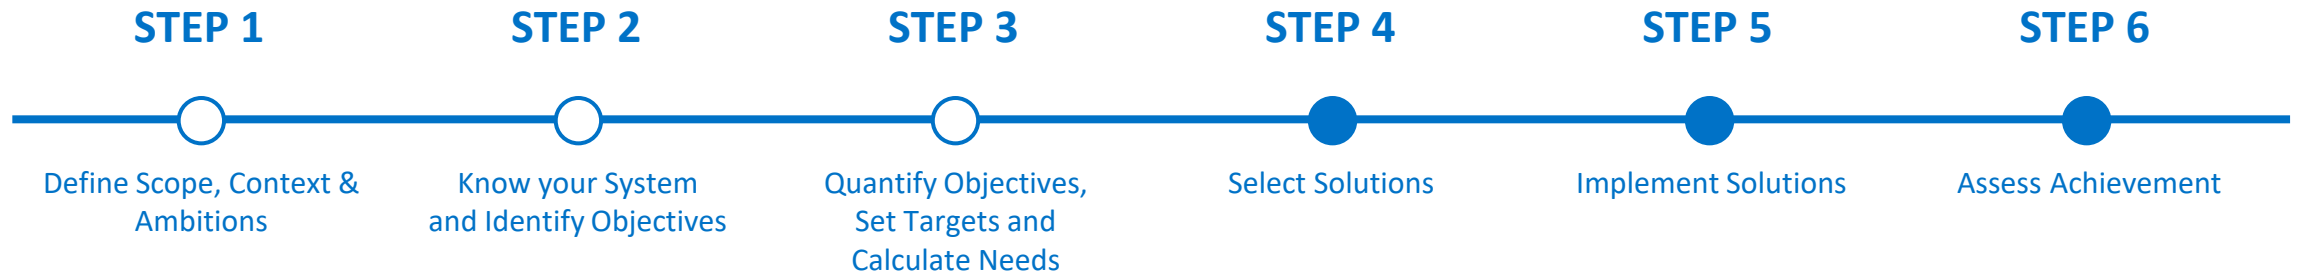 STEP 1
STEP 2
STEP 3
STEP 4
STEP 5
STEP 6
Define Scope, Context &
Ambitions
Know your System
and Identify Objectives
Quantify Objectives,
Set Targets and
Calculate Needs
Select Solutions
Implement Solutions
Assess Achievement